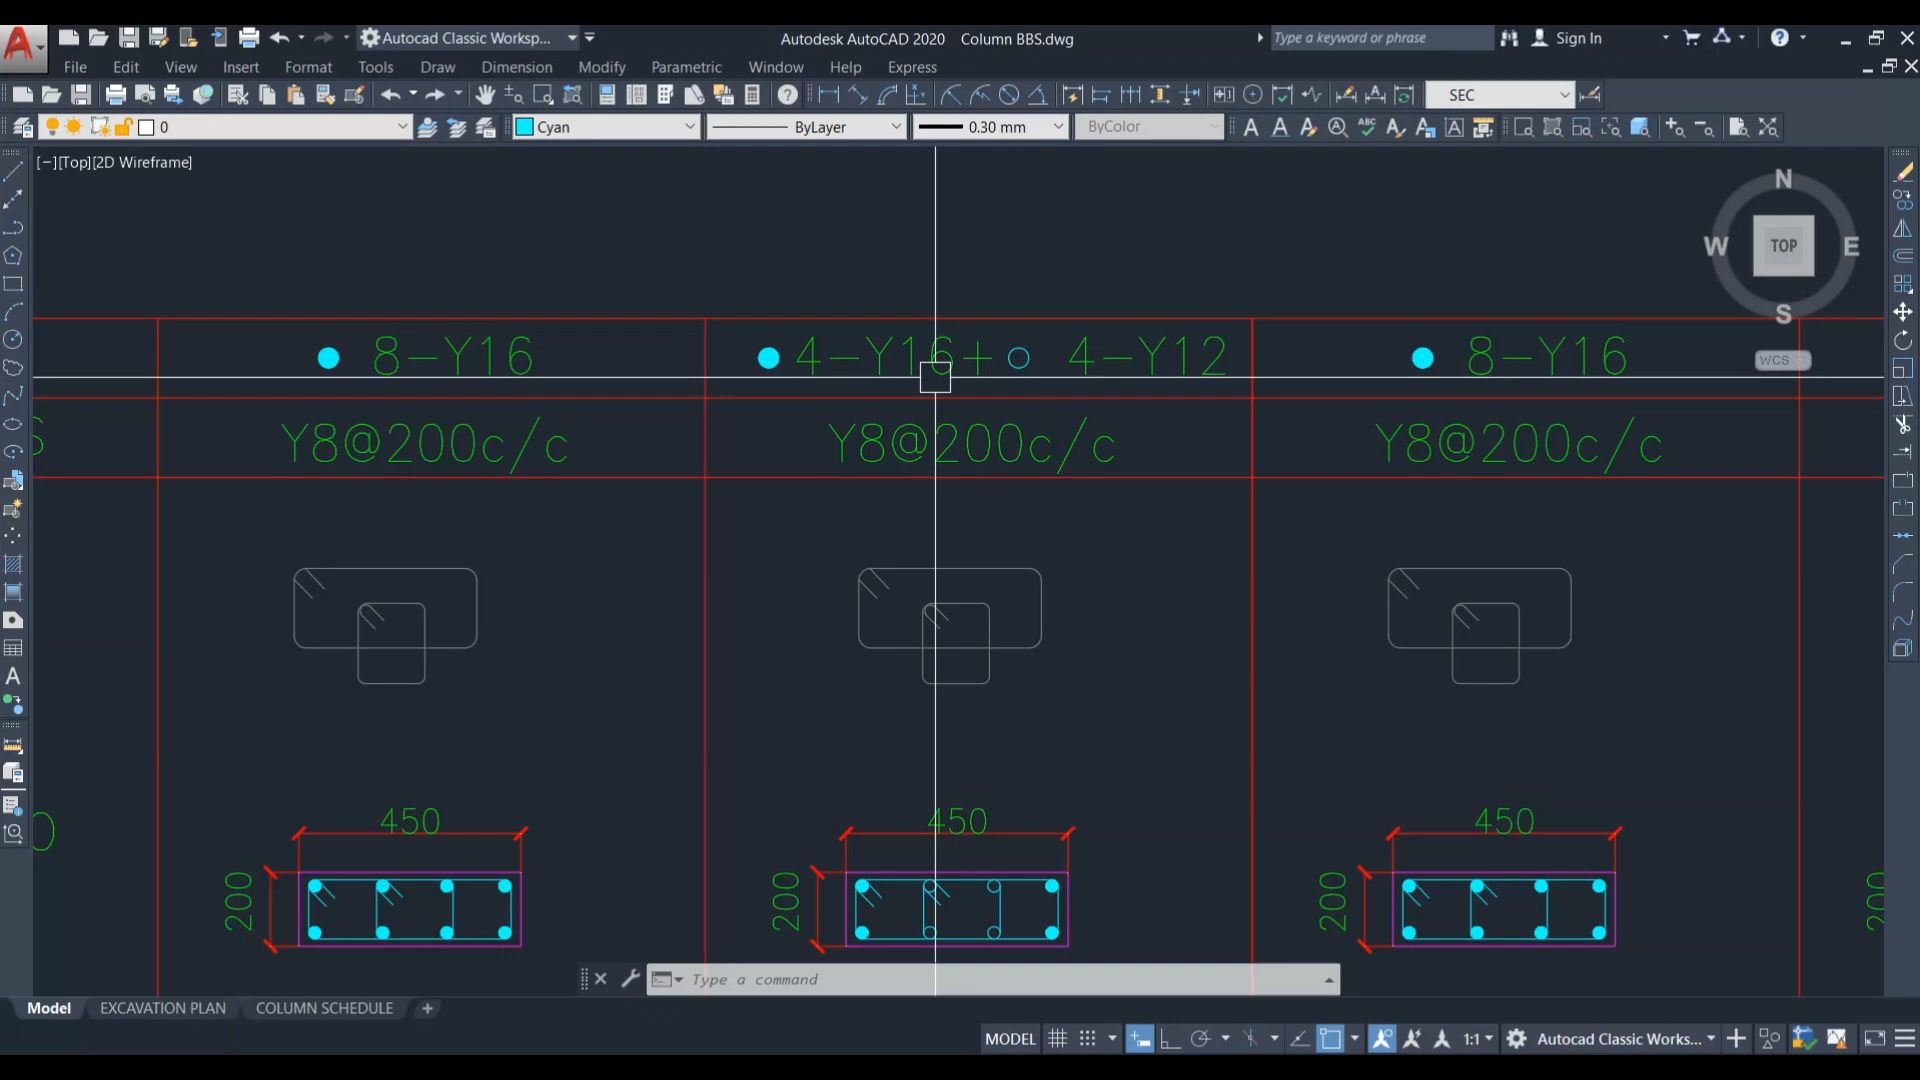 A Autocad Classic Worksp... Autodesk AutoCAD 2020 Column BBS.dwg Type a keyword or phrase Sign In
File Edit View Insert Format Tools Draw Dimension Modify Parametric Window Help Express
SEC
0 Cyan ByLayer 0.30 mm ByColor
[−][Top][2D Wireframe]
N
W TOP E
S
WCS
8-Y16 4-Y16+ 4-Y12 8-Y16
Y8@200c/c Y8@200c/c Y8@200c/c
450 450 450
200 200 200
Type a command
Model EXCAVATION PLAN COLUMN SCHEDULE +
MODEL 1:1 Autocad Classic Works...